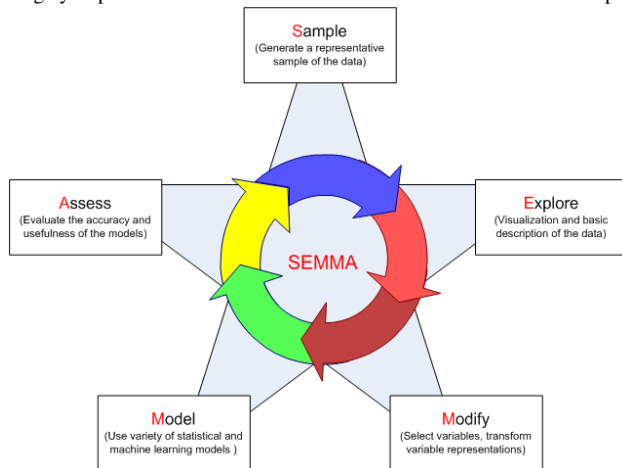 Sample
(Generate a representative
sample of the data)
Assess
(Evaluate the accuracy and
usefulness of the models)
Explore
(Visualization and basic
description of the data)
SEMMA
Model
(Use variety of statistical and
machine learning models )
Modify
(Select variables, transform
variable representations)